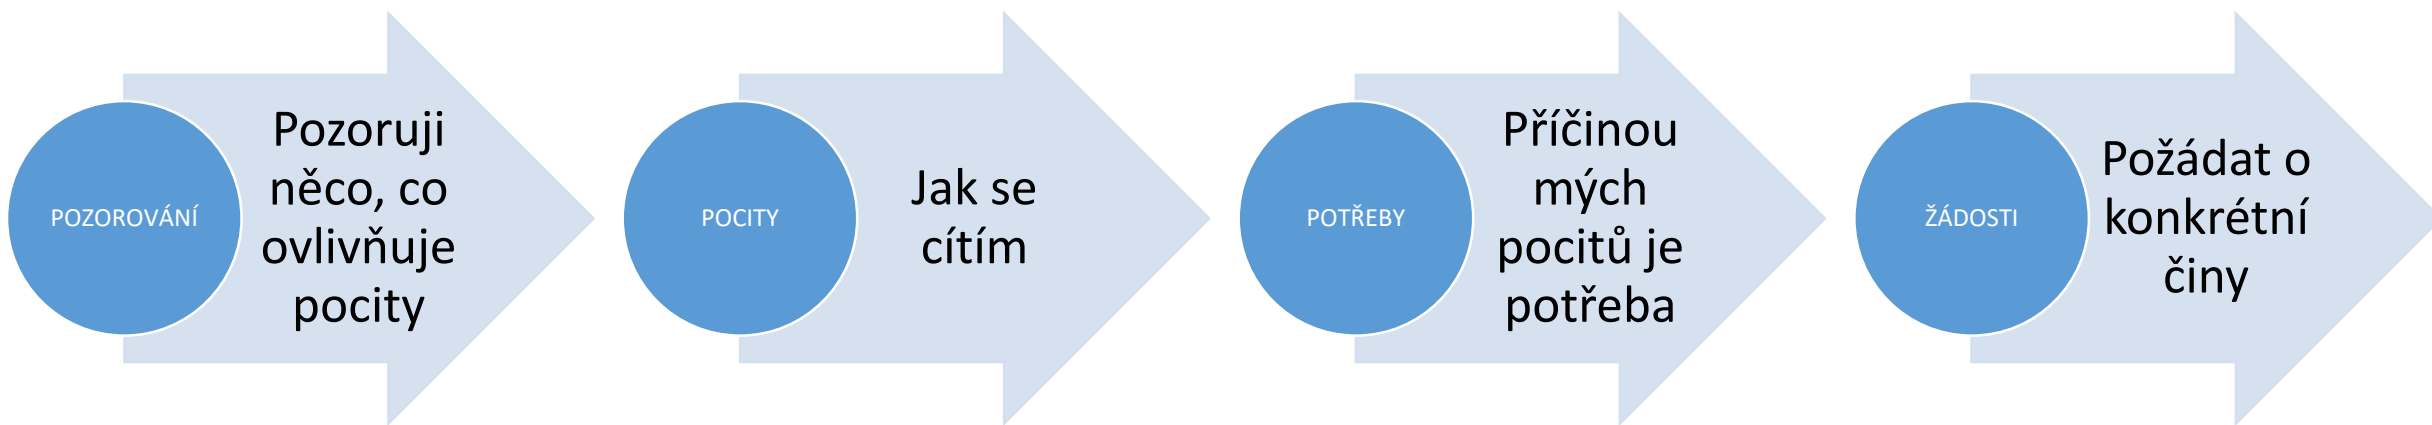 POZOROVÁNÍ
Pozoruji
něco, co
ovlivňuje
pocity
POCITY
Jak se
cítím
POTŘEBY
Příčinou
mých
pocitů je
potřeba
ŽÁDOSTI
Požádat o
konkrétní
činy